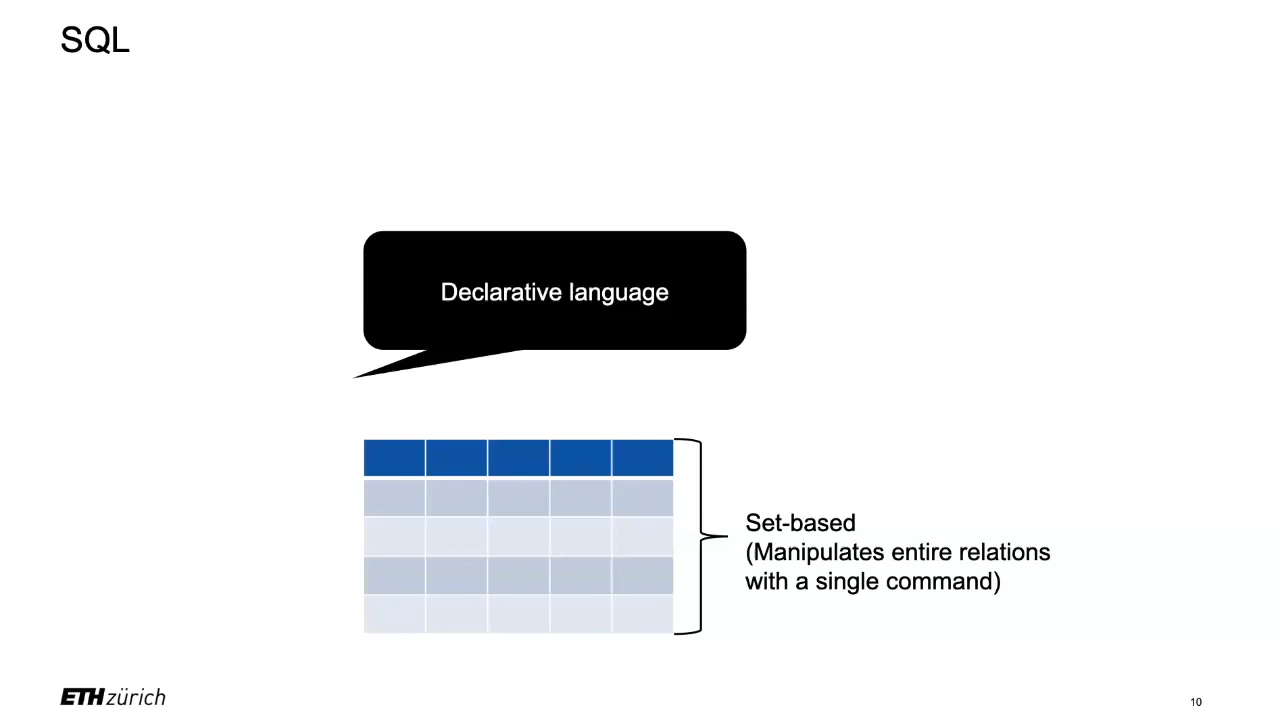 SQL
Declarative language
Set-based
(Manipulates entire relations
with a single command)
ETH zürich
10